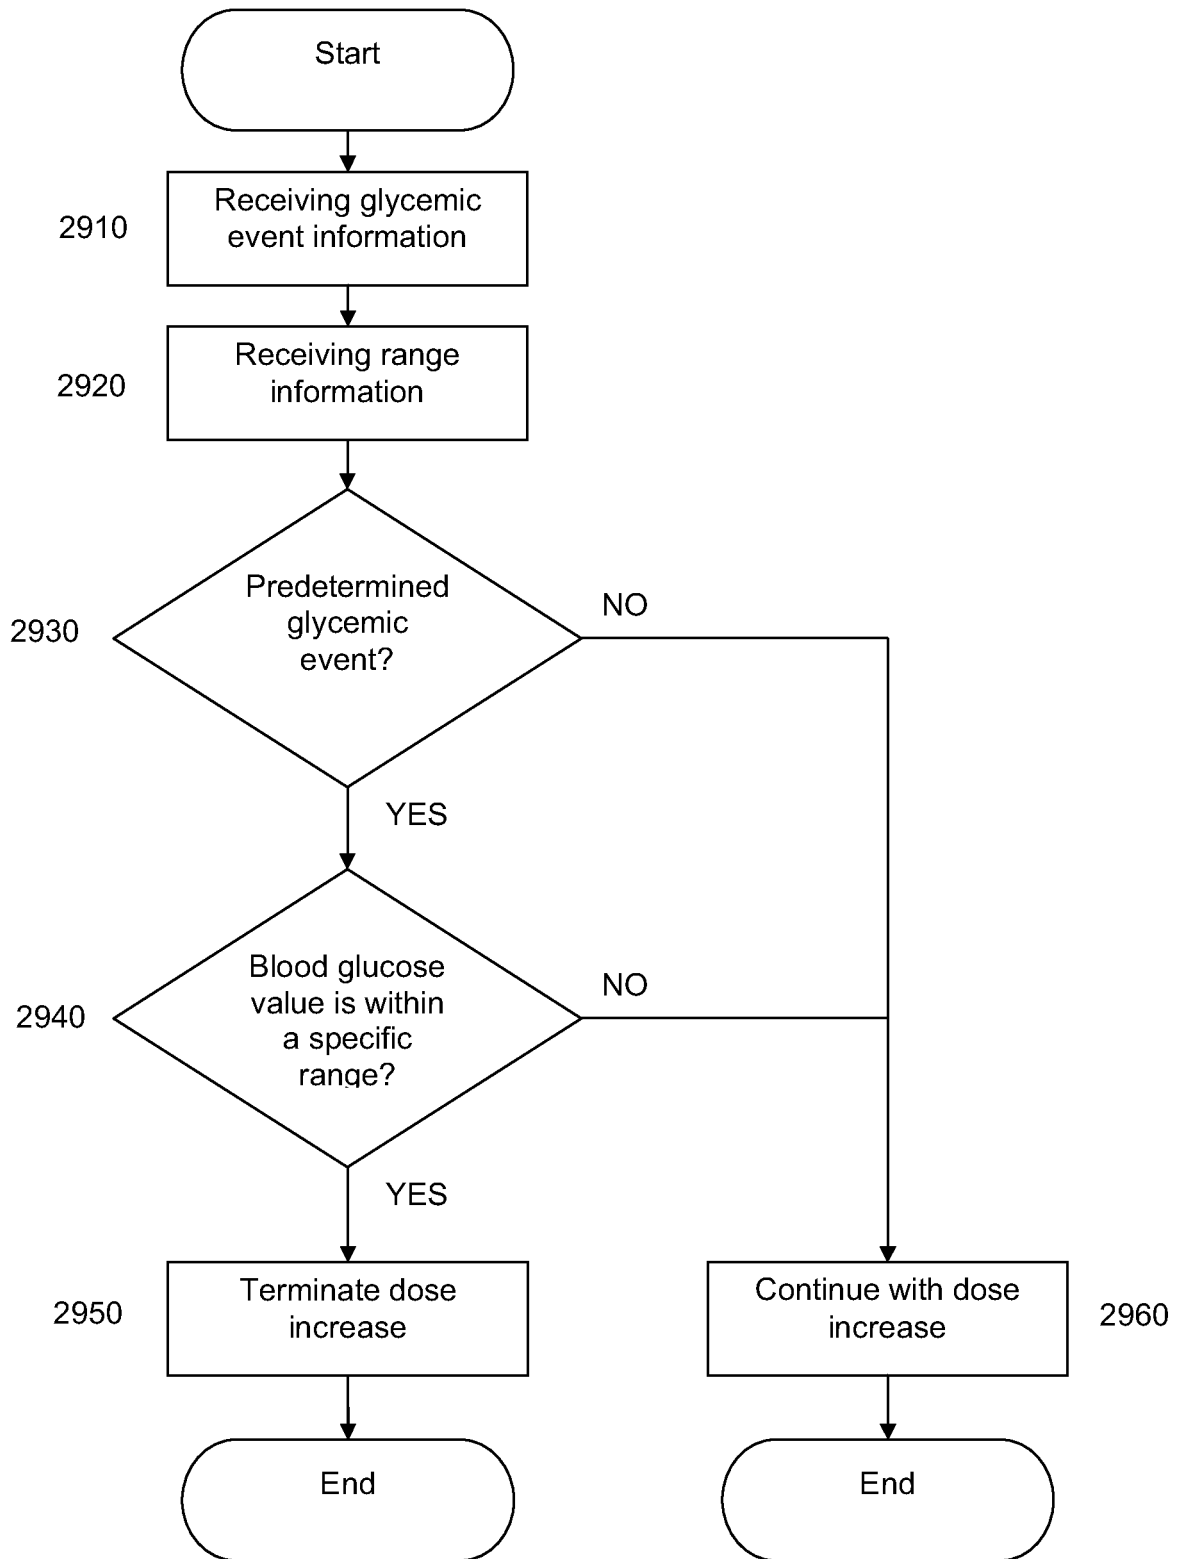 Start
2910
Receiving glycemic
event information
2920
Receiving range
information
2930
Predetermined
glycemic
event?
NO
YES
2940
Blood glucose
value is within
a specific
range?
NO
YES
2950
Terminate dose
increase
Continue with dose
increase
2960
End
End